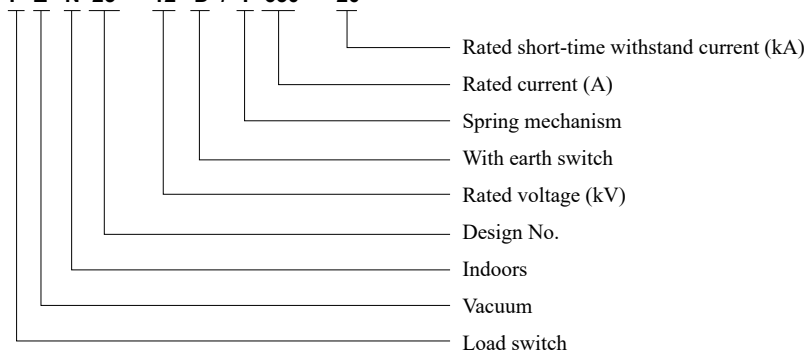 Rated short-time withstand current (kA)
Rated current (A)
Spring mechanism
With earth switch
Rated voltage (kV)
Design No.
Indoors
Vacuum
Load switch